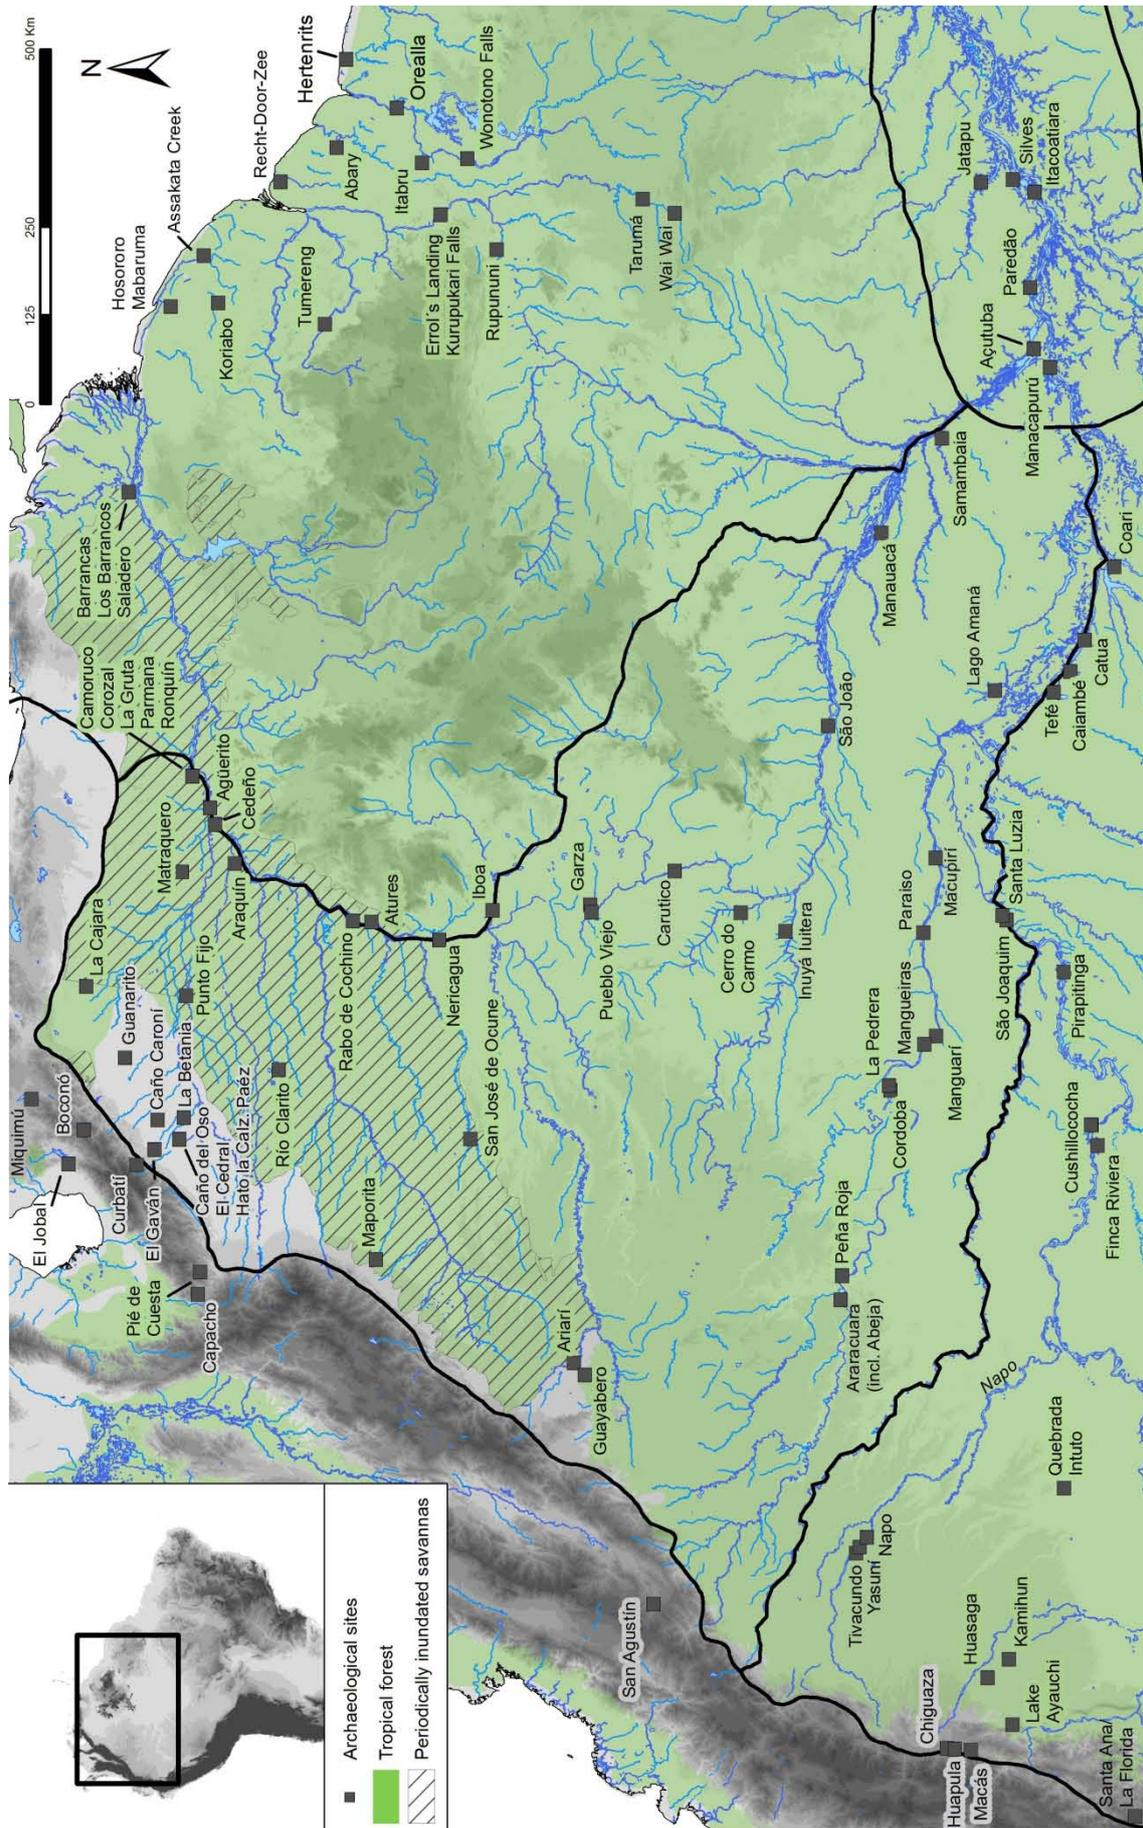 Archaeological sites
Tropical forest
Periodically inundated savannas
0
125
250
500 Km
N
Miquimú
Boconó
El Jobal
La Cajara
Guanarito
Curbatí
El Gaván
Caño Caroní
La Betania
Caño del Oso
El Cedral
Hato la Calz. Paéz
Pié de
Cuesta
Capacho
Punto Fijo
Matraquero
Araquín
Río Clarito
Maporita
Camoruco
Corozal
La Gruta
Parmana
Ronquín
Agüerito
Cedeño
Barrancas
Los Barrancos
Saladero
Hosororo
Mabaruma
Assakata Creek
Koriabo
Recht-Door-Zee
Tumereng
Hertenrits
Abary
Orealla
Itabru
Wonotono Falls
Errol´s Landing
Kurupukari Falls
Rupununi
Rabo de Cochino
Atures
Nericagua
San José de Ocune
Iboa
Ariarí
Guayabero
Pueblo Viejo
Garza
Carutico
Cerro do
Carmo
Inuyá Iuitera
Tarumá
Wai Wai
San Agustín
Araracuara
(incl. Abeja)
Peña Roja
Cordoba
La Pedrera
Mangueiras
Manguarí
Paraiso
Macupirí
São João
Manauacá
Samambaia
Lago Amaná
Tefé
Caiambé
Catua
Coari
Açutuba
Manacapurú
Paredão
Jatapu
Silves
Itacoatiara
Santa Luzia
São Joaquim
Pirapitinga
Cushillococha
Finca Riviera
Napo
Quebrada
Intuto
Tivacundo
Yasuní
Napo
Chiguaza
Huapula
Macás
Huasaga
Kamihun
Lake
Ayauchi
Santa Ana/
La Florida